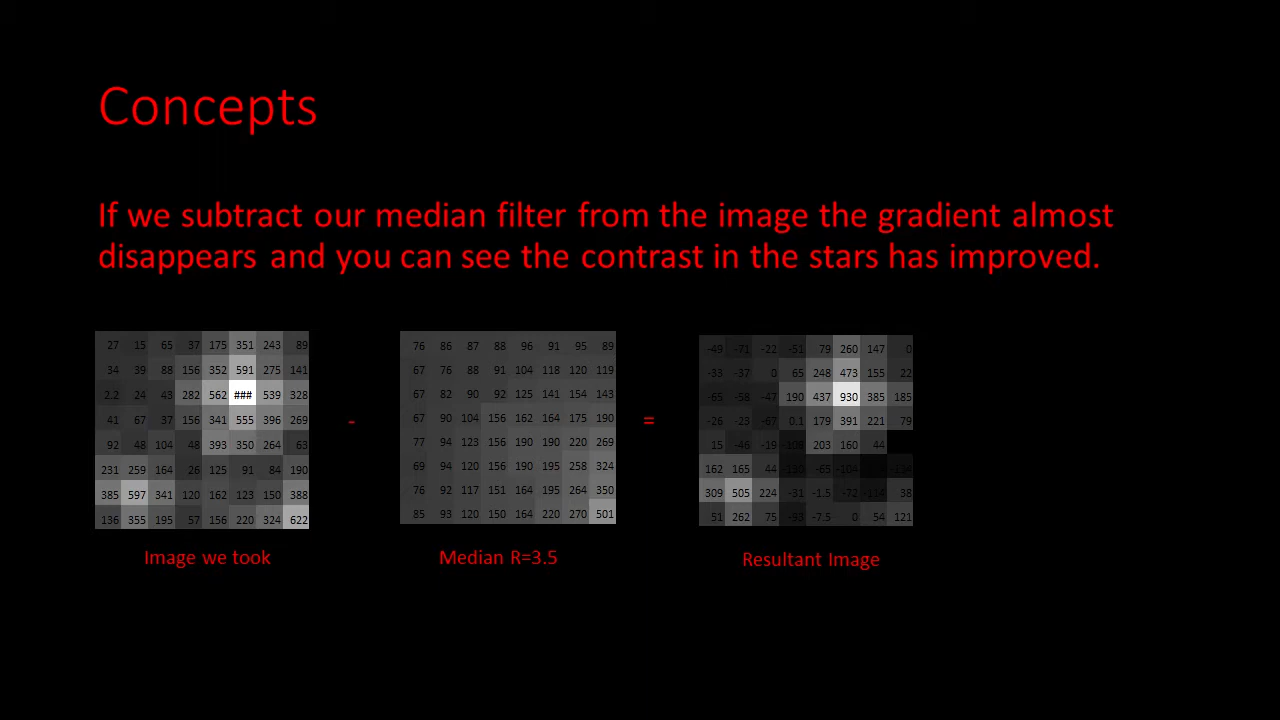 Concepts
If we subtract our median filter from the image the gradient almost
disappears and you can see the contrast in the stars has improved.
27 15 65 37 175 351 243 89
34 39 88 156 352 591 275 141
2.2 24 43 282 562 ### 539 328
41 67 37 156 341 555 396 269
92 48 104 48 393 350 264 63
231 259 164 26 125 91 84 190
385 597 341 120 162 123 150 388
136 355 195 57 156 220 324 622
Image we took
-
76 86 87 88 96 91 95 89
67 76 88 91 104 118 120 119
67 82 90 92 125 141 154 143
67 90 104 156 162 164 175 190
77 94 123 156 190 190 220 269
69 94 120 156 190 195 258 324
76 92 117 151 164 195 264 350
85 93 120 150 164 220 270 501
Median R=3.5
=
-49 -71 -22 -51 79 260 147 0
-33 -37 0 65 248 473 155 22
-65 -58 -47 190 437 930 385 185
-26 -23 -67 0.1 179 391 221 79
15 -46 -19 -108 203 160 44
162 165 44 -130 -65 -104
309 505 224 -31 -1.5 -72 38
51 262 75 -93 -7.5 0 54 121
Resultant Image